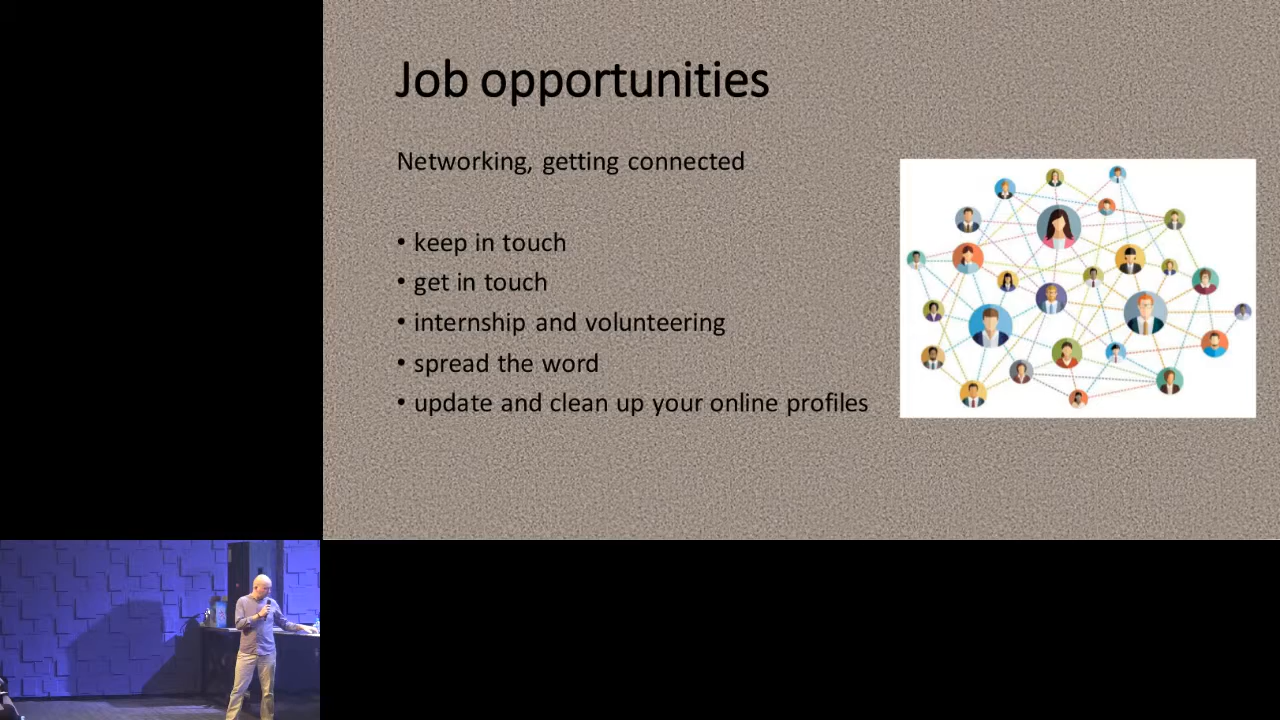 Job opportunities
Networking, getting connected
• keep in touch
• get in touch
• internship and volunteering
• spread the word
• update and clean up your online profiles